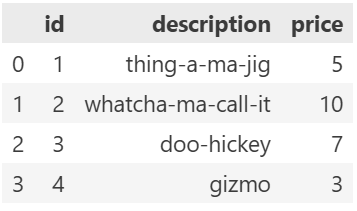 id description price
0 1 thing-a-ma-jig 5
1 2 whatcha-ma-call-it 10
2 3 doo-hickey 7
3 4 gizmo 3